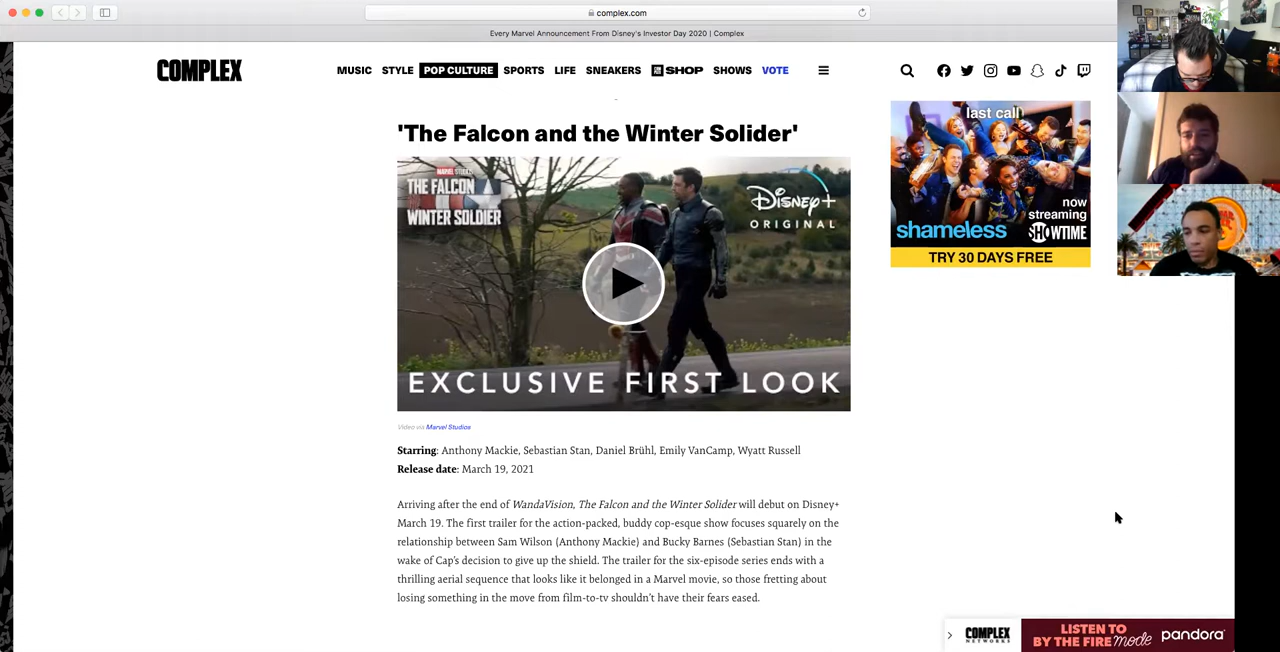 complex.com
Every Marvel Announcement From Disney's Investor Day 2020 | Complex
COMPLEX
MUSIC STYLE POP CULTURE SPORTS LIFE SNEAKERS SHOP SHOWS VOTE
'The Falcon and the Winter Solider'
MARVEL STUDIOS
THE FALCON
AND THE
WINTER SOLDIER
Disney+
ORIGINAL
EXCLUSIVE FIRST LOOK
last call
now
streaming
shameless SHOWTIME
TRY 30 DAYS FREE
Video via Marvel Studios
Starring: Anthony Mackie, Sebastian Stan, Daniel Brühl, Emily VanCamp, Wyatt Russell
Release date: March 19, 2021
Arriving after the end of WandaVision, The Falcon and the Winter Solider will debut on Disney+
March 19. The first trailer for the action-packed, buddy cop-esque show focuses squarely on the
relationship between Sam Wilson (Anthony Mackie) and Bucky Barnes (Sebastian Stan) in the
wake of Cap's decision to give up the shield. The trailer for the six-episode series ends with a
thrilling aerial sequence that looks like it belonged in a Marvel movie, so those fretting about
losing something in the move from film-to-tv shouldn't have their fears eased.
COMPLEX
NETWORKS
LISTEN TO
BY THE FIRE mode
pandora